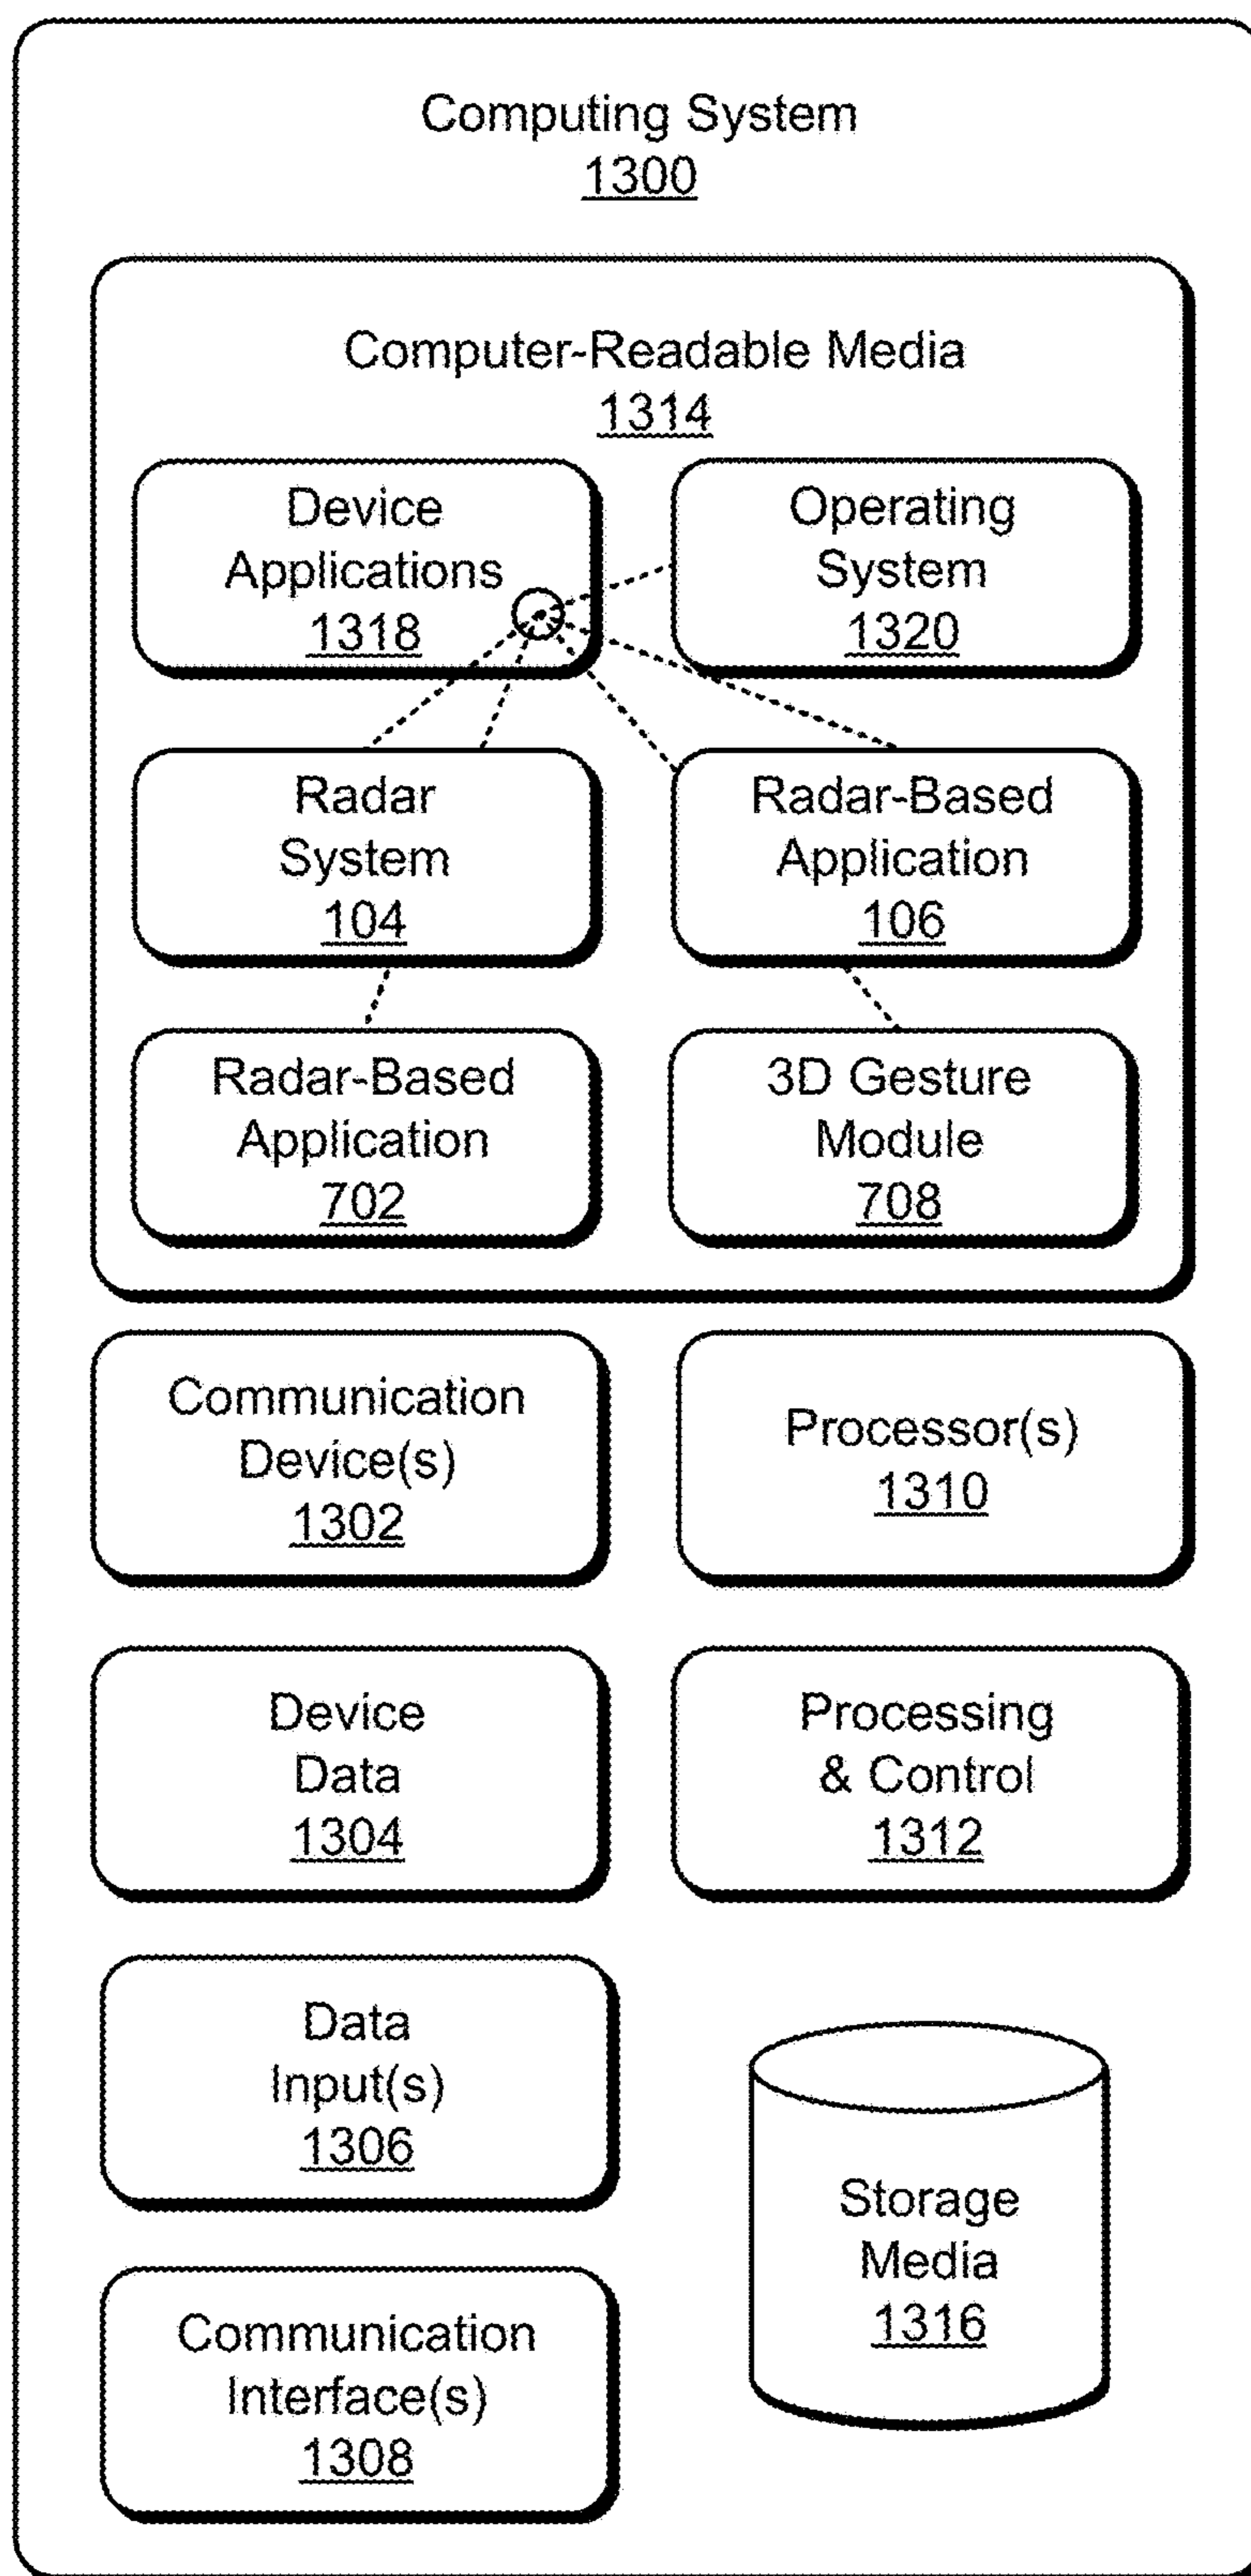 Computing System
1300
Computer-Readable Media
1314
Device
Applications
1318
Operating
System
1320
Radar
System
104
Radar-Based
Application
106
Radar-Based
Application
702
3D Gesture
Module
708
Communication
Device(s)
1302
Processor(s)
1310
Device
Data
1304
Processing
& Control
1312
Data
Input(s)
1306
Storage
Media
1316
Communication
Interface(s)
1308